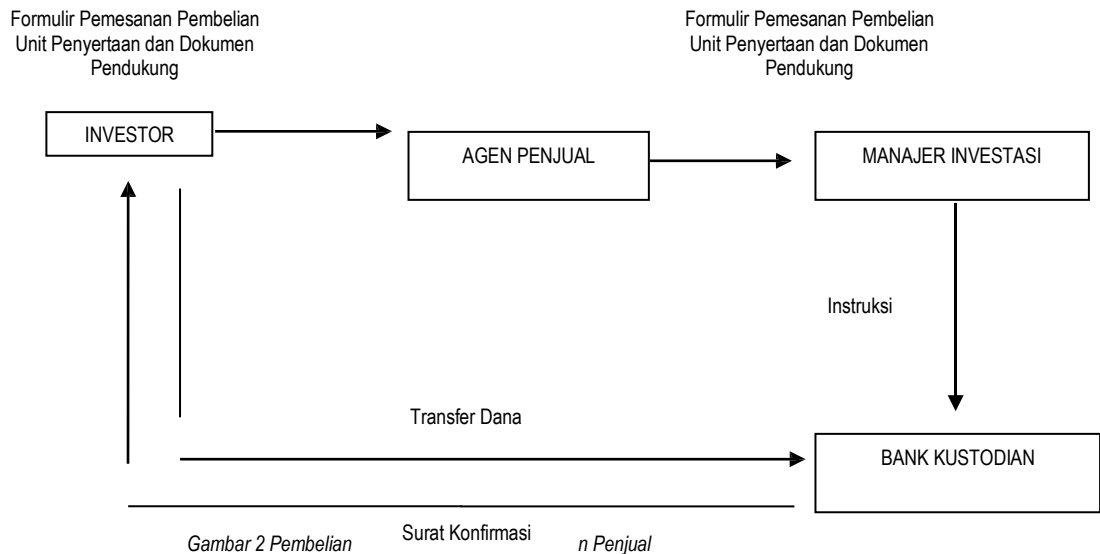 Formulir Pemesanan Pembelian
Unit Penyertaan dan Dokumen
Pendukung
Formulir Pemesanan Pembelian
Unit Penyertaan dan Dokumen
Pendukung
INVESTOR
AGEN PENJUAL
MANAJER INVESTASI
Instruksi
Transfer Dana
BANK KUSTODIAN
Surat Konfirmasi
Gambar 2 Pembelian n Penjual